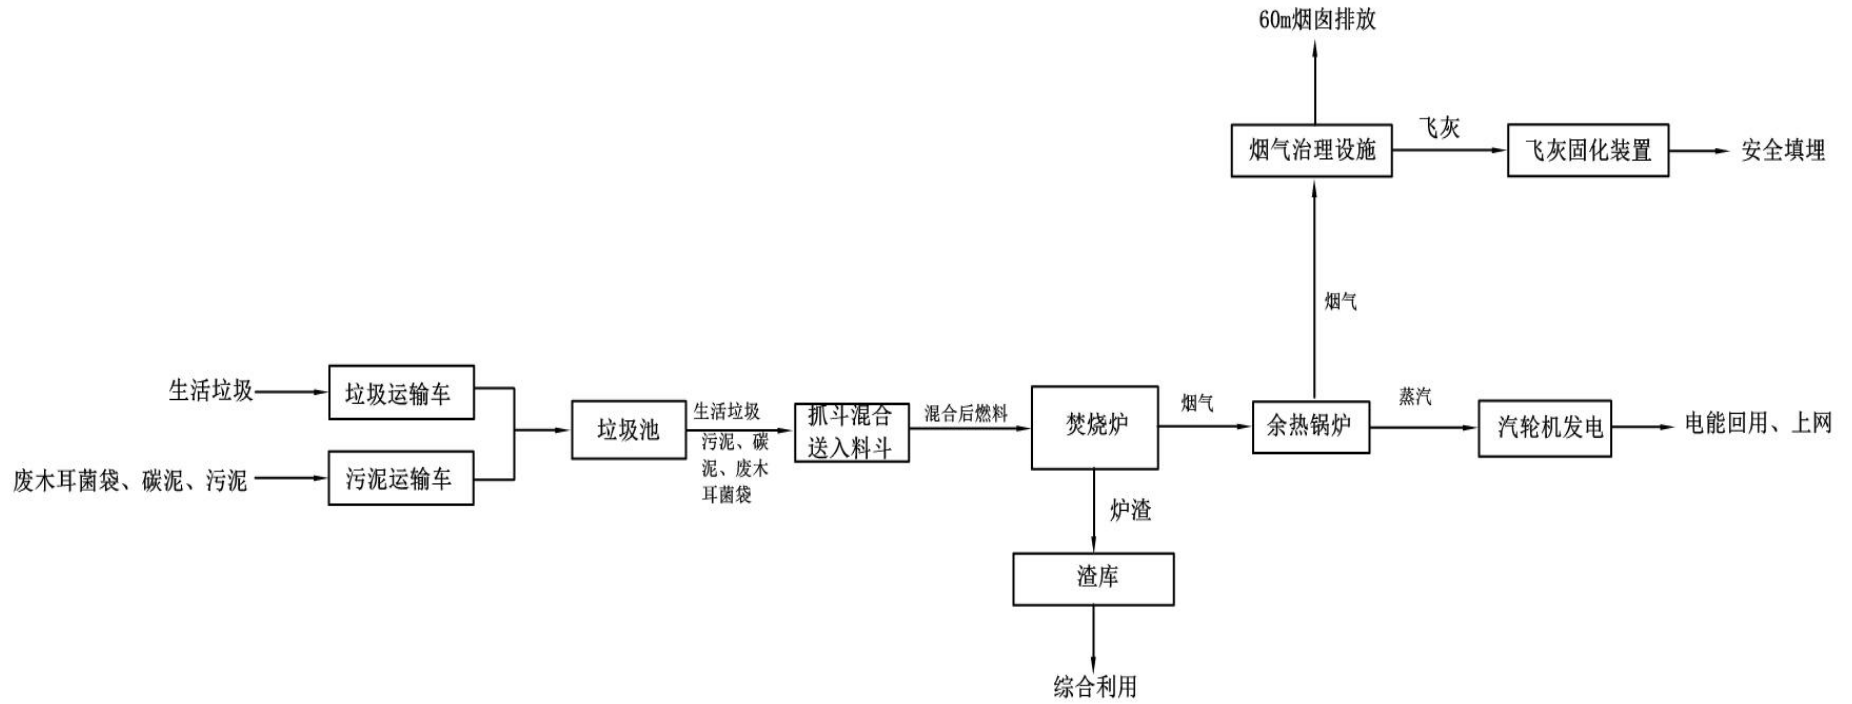 60m烟囱排放
烟气治理设施
飞灰
飞灰固化装置
安全填埋
烟气
生活垃圾
垃圾运输车
废木耳菌袋、碳泥、污泥
污泥运输车
垃圾池
生活垃圾
污泥、碳
泥、废木
耳菌袋
抓斗混合
送入料斗
混合后燃料
焚烧炉
烟气
余热锅炉
蒸汽
汽轮机发电
电能回用、上网
炉渣
渣库
综合利用